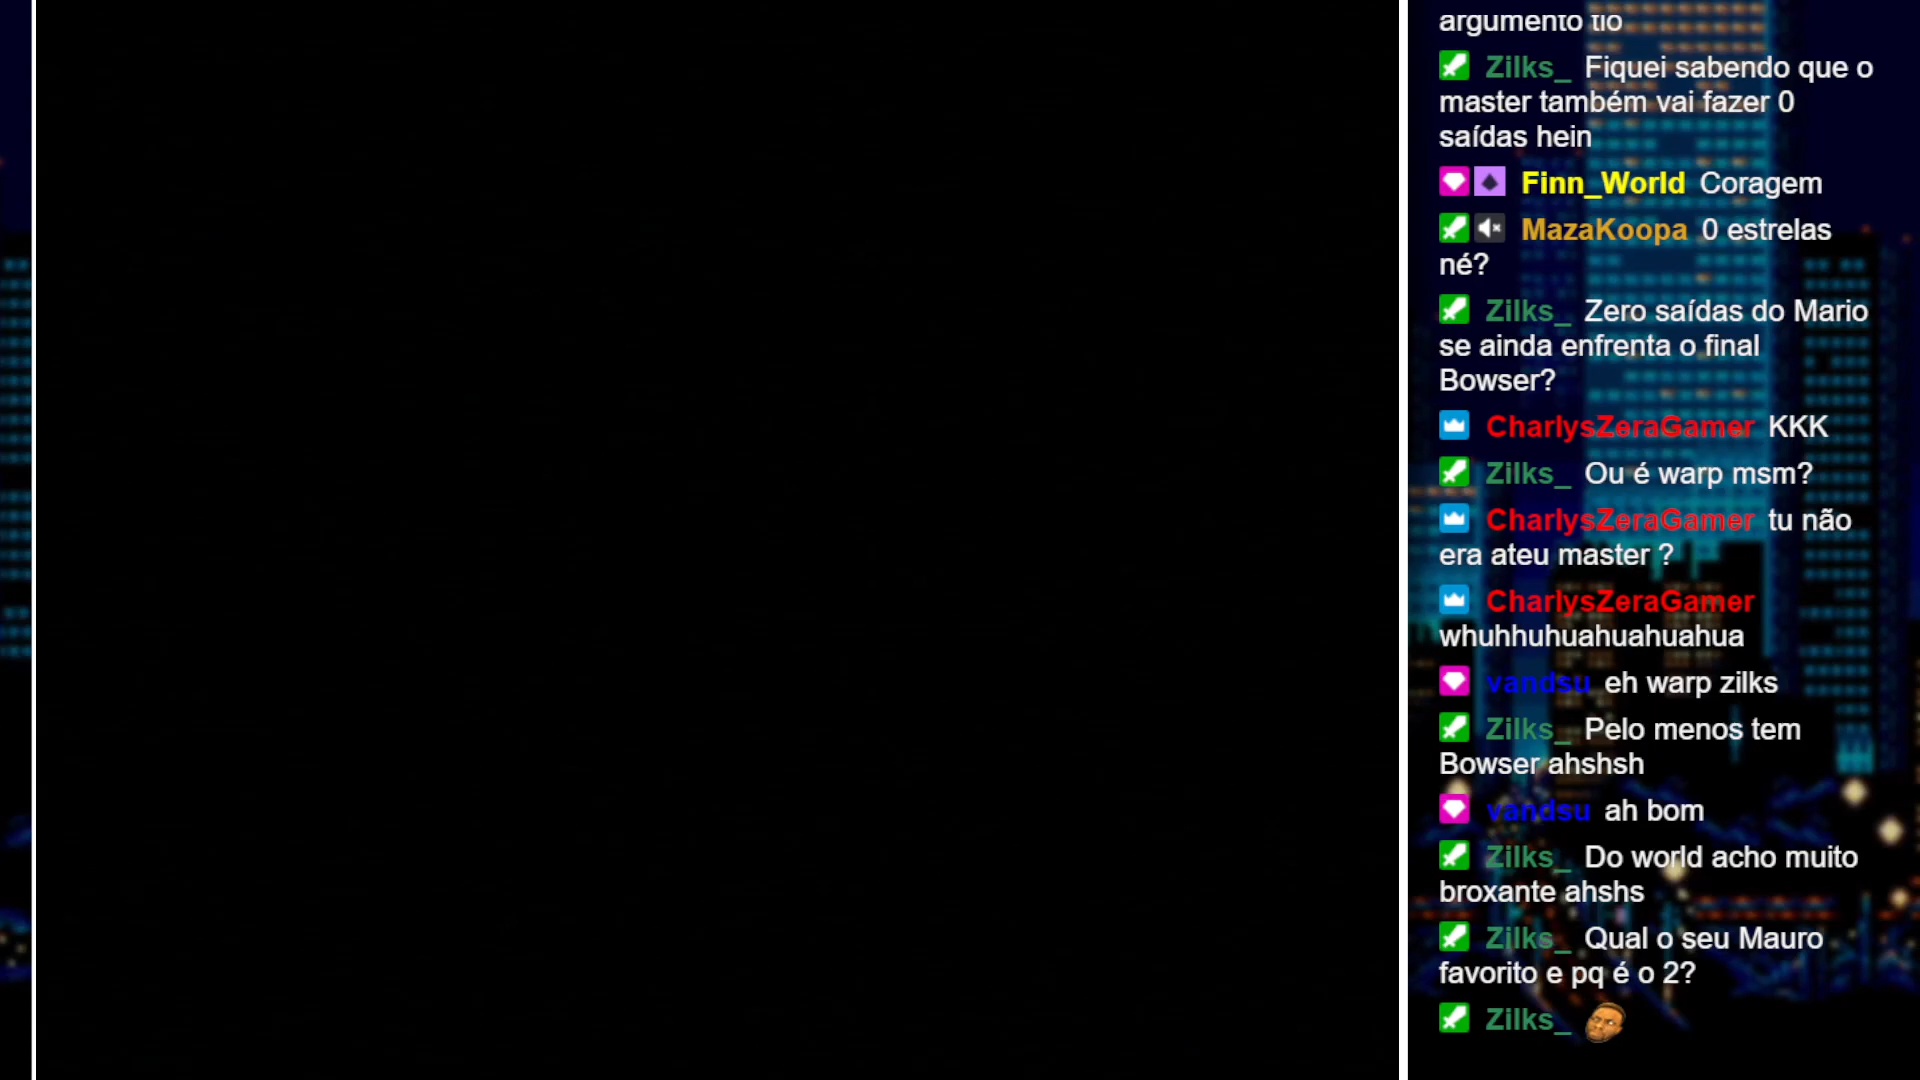 argumento tio
Zilks_ Fiquei sabendo que o
master também vai fazer 0
saídas hein
Finn_World Coragem
MazaKoopa 0 estrelas
né?
Zilks_ Zero saídas do Mario
se ainda enfrenta o final
Bowser?
CharlysZeraGamer KKK
Zilks_ Ou é warp msm?
CharlysZeraGamer tu não
era ateu master ?
CharlysZeraGamer
whuhhuhuahuahuahua
vandsu eh warp zilks
Zilks_ Pelo menos tem
Bowser ahshsh
vandsu ah bom
Zilks_ Do world acho muito
broxante ahshs
Zilks_ Qual o seu Mauro
favorito e pq é o 2?
Zilks_